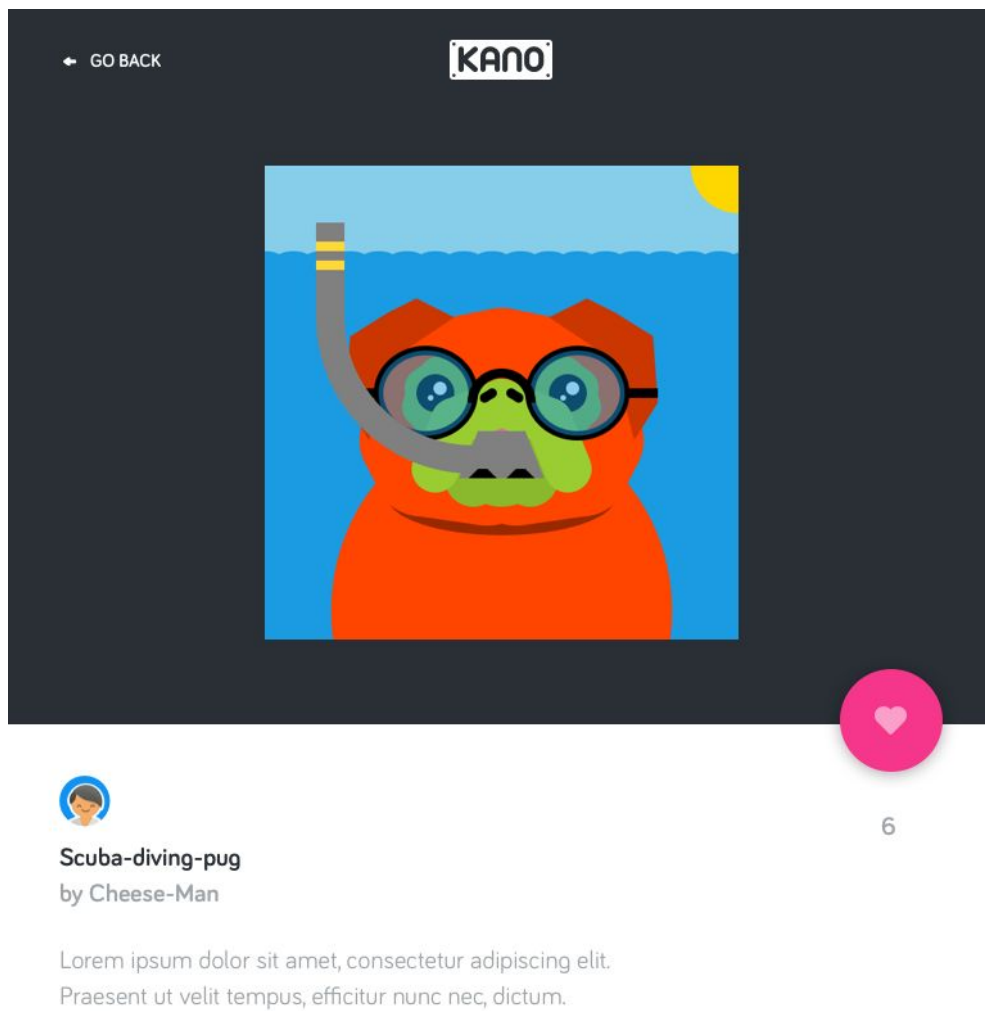 GO BACK
KANO
6
Scuba-diving-pug
by Cheese-Man
Lorem ipsum dolor sit amet, consectetur adipiscing elit.
Praesent ut velit tempus, efficitur nunc nec, dictum.